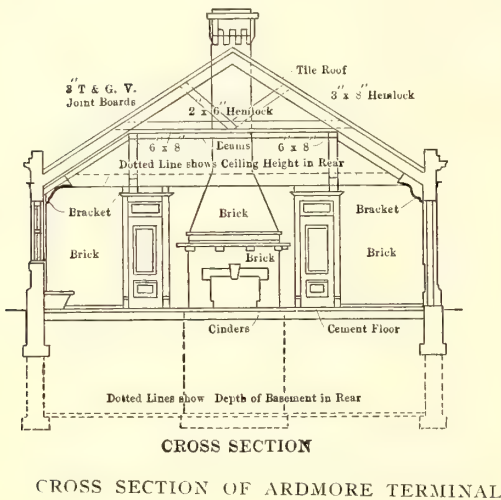 Tile Roof
3" T & G. V.
Joint Boards
3" x 8" Hemlock
2" x 6" Hemlock
6" x 8"
Beams
6" x 8"
Dotted Line shows Ceiling Height in Rear
Bracket
Brick
Bracket
Brick
Brick
Brick
Cinders
Cement Floor
Dotted Lines show Depth of Basement in Rear
CROSS SECTION
CROSS SECTION OF ARDMORE TERMINAL